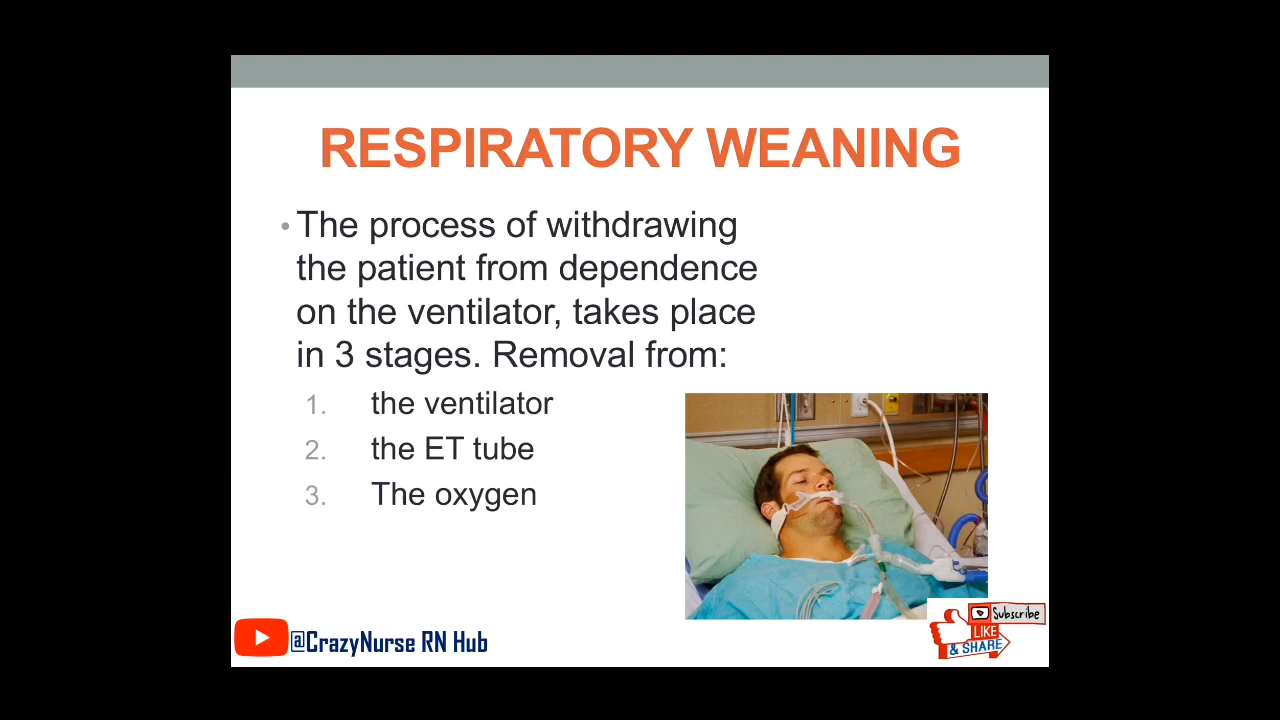 RESPIRATORY WEANING
• The process of withdrawing
the patient from dependence
on the ventilator, takes place
in 3 stages. Removal from:
1. the ventilator
2. the ET tube
3. The oxygen
@CrazyNurse RN Hub
Subscribe
LIKE
& SHARE